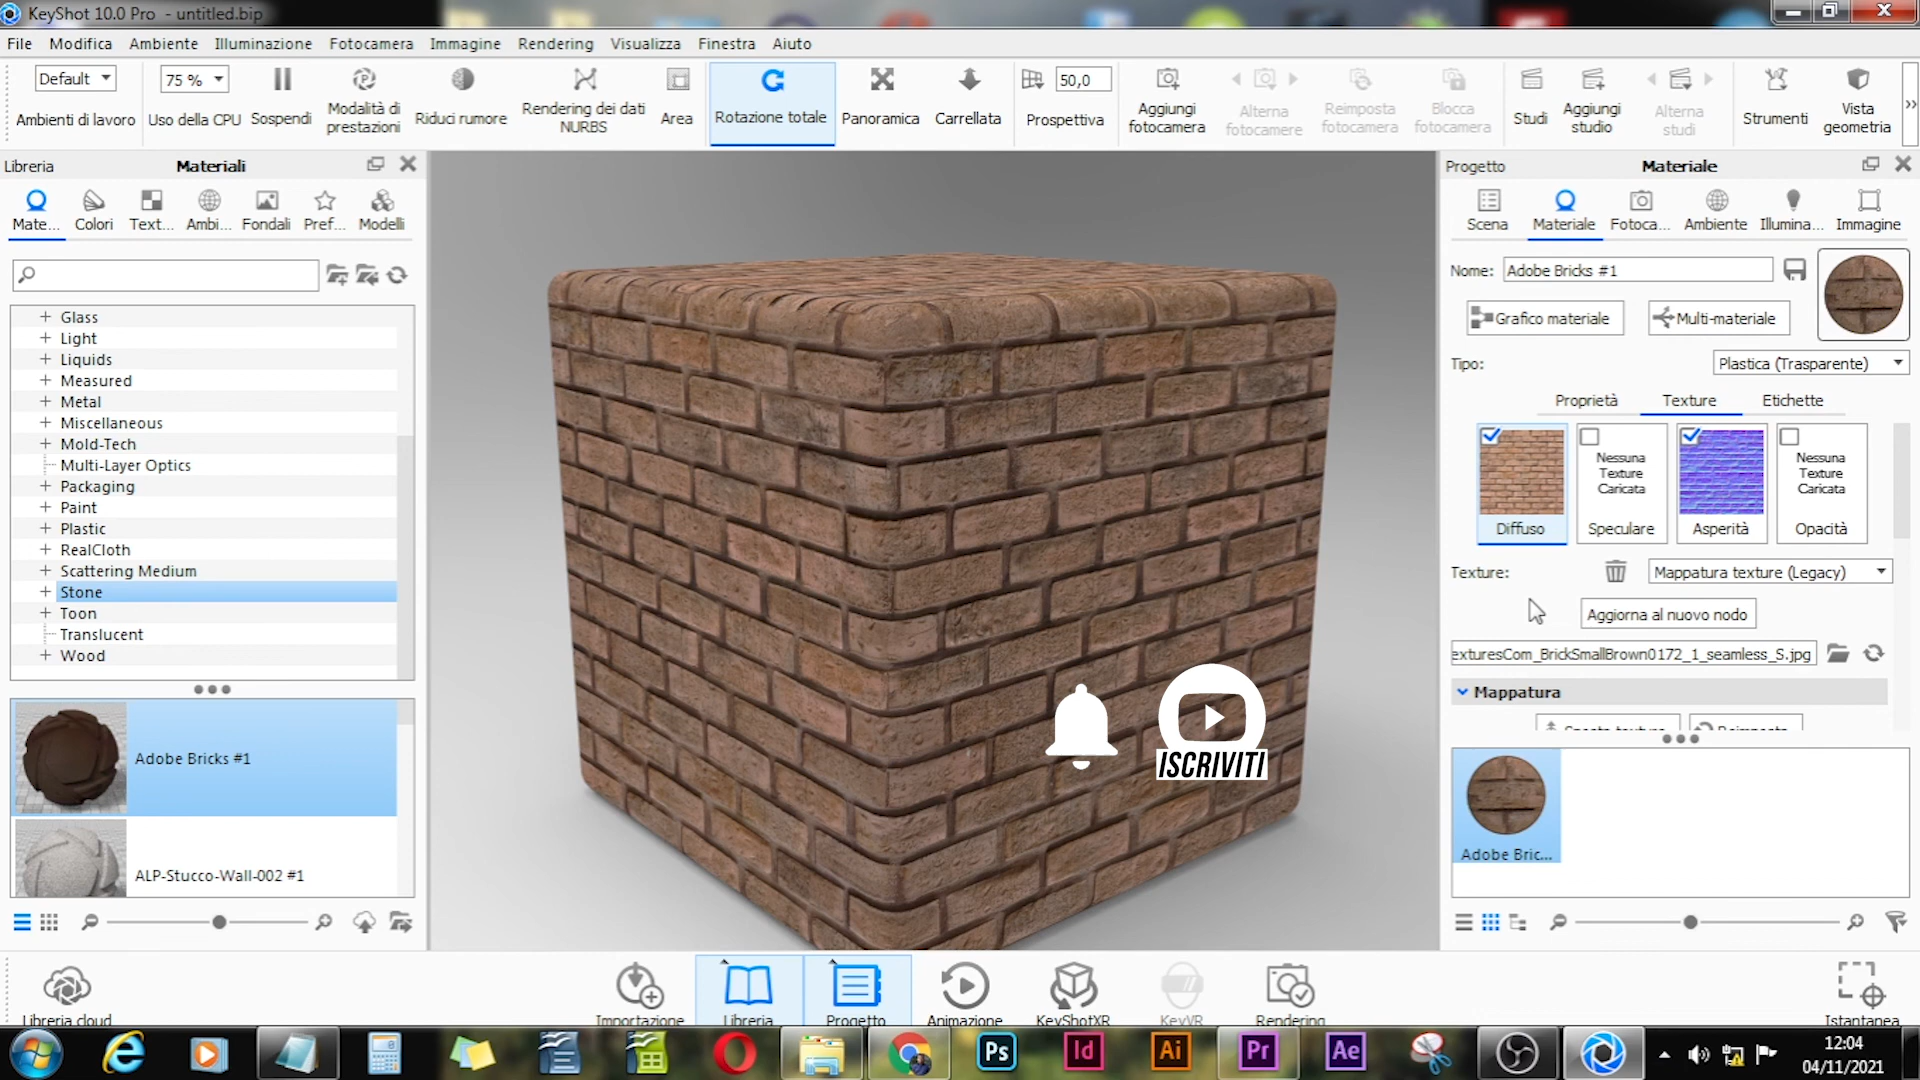 KeyShot 10.0 Pro - untitled.bip
File Modifica Ambiente Illuminazione Fotocamera Immagine Rendering Visualizza Finestra Aiuto
Default
75 %
50,0
Ambienti di lavoro
Uso della CPU
Sospendi
Modalità di
prestazioni
Riduci rumore
Rendering dei dati
NURBS
Area
Rotazione totale
Panoramica
Carrellata
Prospettiva
Aggiungi
fotocamera
Alterna
fotocamere
Reimposta
fotocamera
Blocca
fotocamera
Studi
Aggiungi
studio
Alterna
studi
Strumenti
Vista
geometria
Libreria
Materiali
Mate...
Colori
Text...
Ambi...
Fondali
Pref...
Modelli
Glass
Light
Liquids
Measured
Metal
Miscellaneous
Mold-Tech
Multi-Layer Optics
Packaging
Paint
Plastic
RealCloth
Scattering Medium
Stone
Toon
Translucent
Wood
Adobe Bricks #1
ALP-Stucco-Wall-002 #1
ISCRIVITI
Progetto
Materiale
Scena
Materiale
Fotoca...
Ambiente
Illumina...
Immagine
Nome: Adobe Bricks #1
Grafico materiale
Multi-materiale
Tipo: Plastica (Trasparente)
Proprietà
Texture
Etichette
Diffuso
Nessuna
Texture
Caricata
Speculare
Asperità
Nessuna
Texture
Caricata
Opacità
Texture: Mappatura texture (Legacy)
Aggiorna al nuovo nodo
exturesCom_BrickSmallBrown0172_1_seamless_S.jpg
Mappatura
Adobe Bric...
Libreria cloud
Importazione
Libreria
Progetto
Animazione
KeyShotXR
KeyVR
Rendering
Istantanea
Ps
Id
Ai
Pr
Ae
12:04
04/11/2021